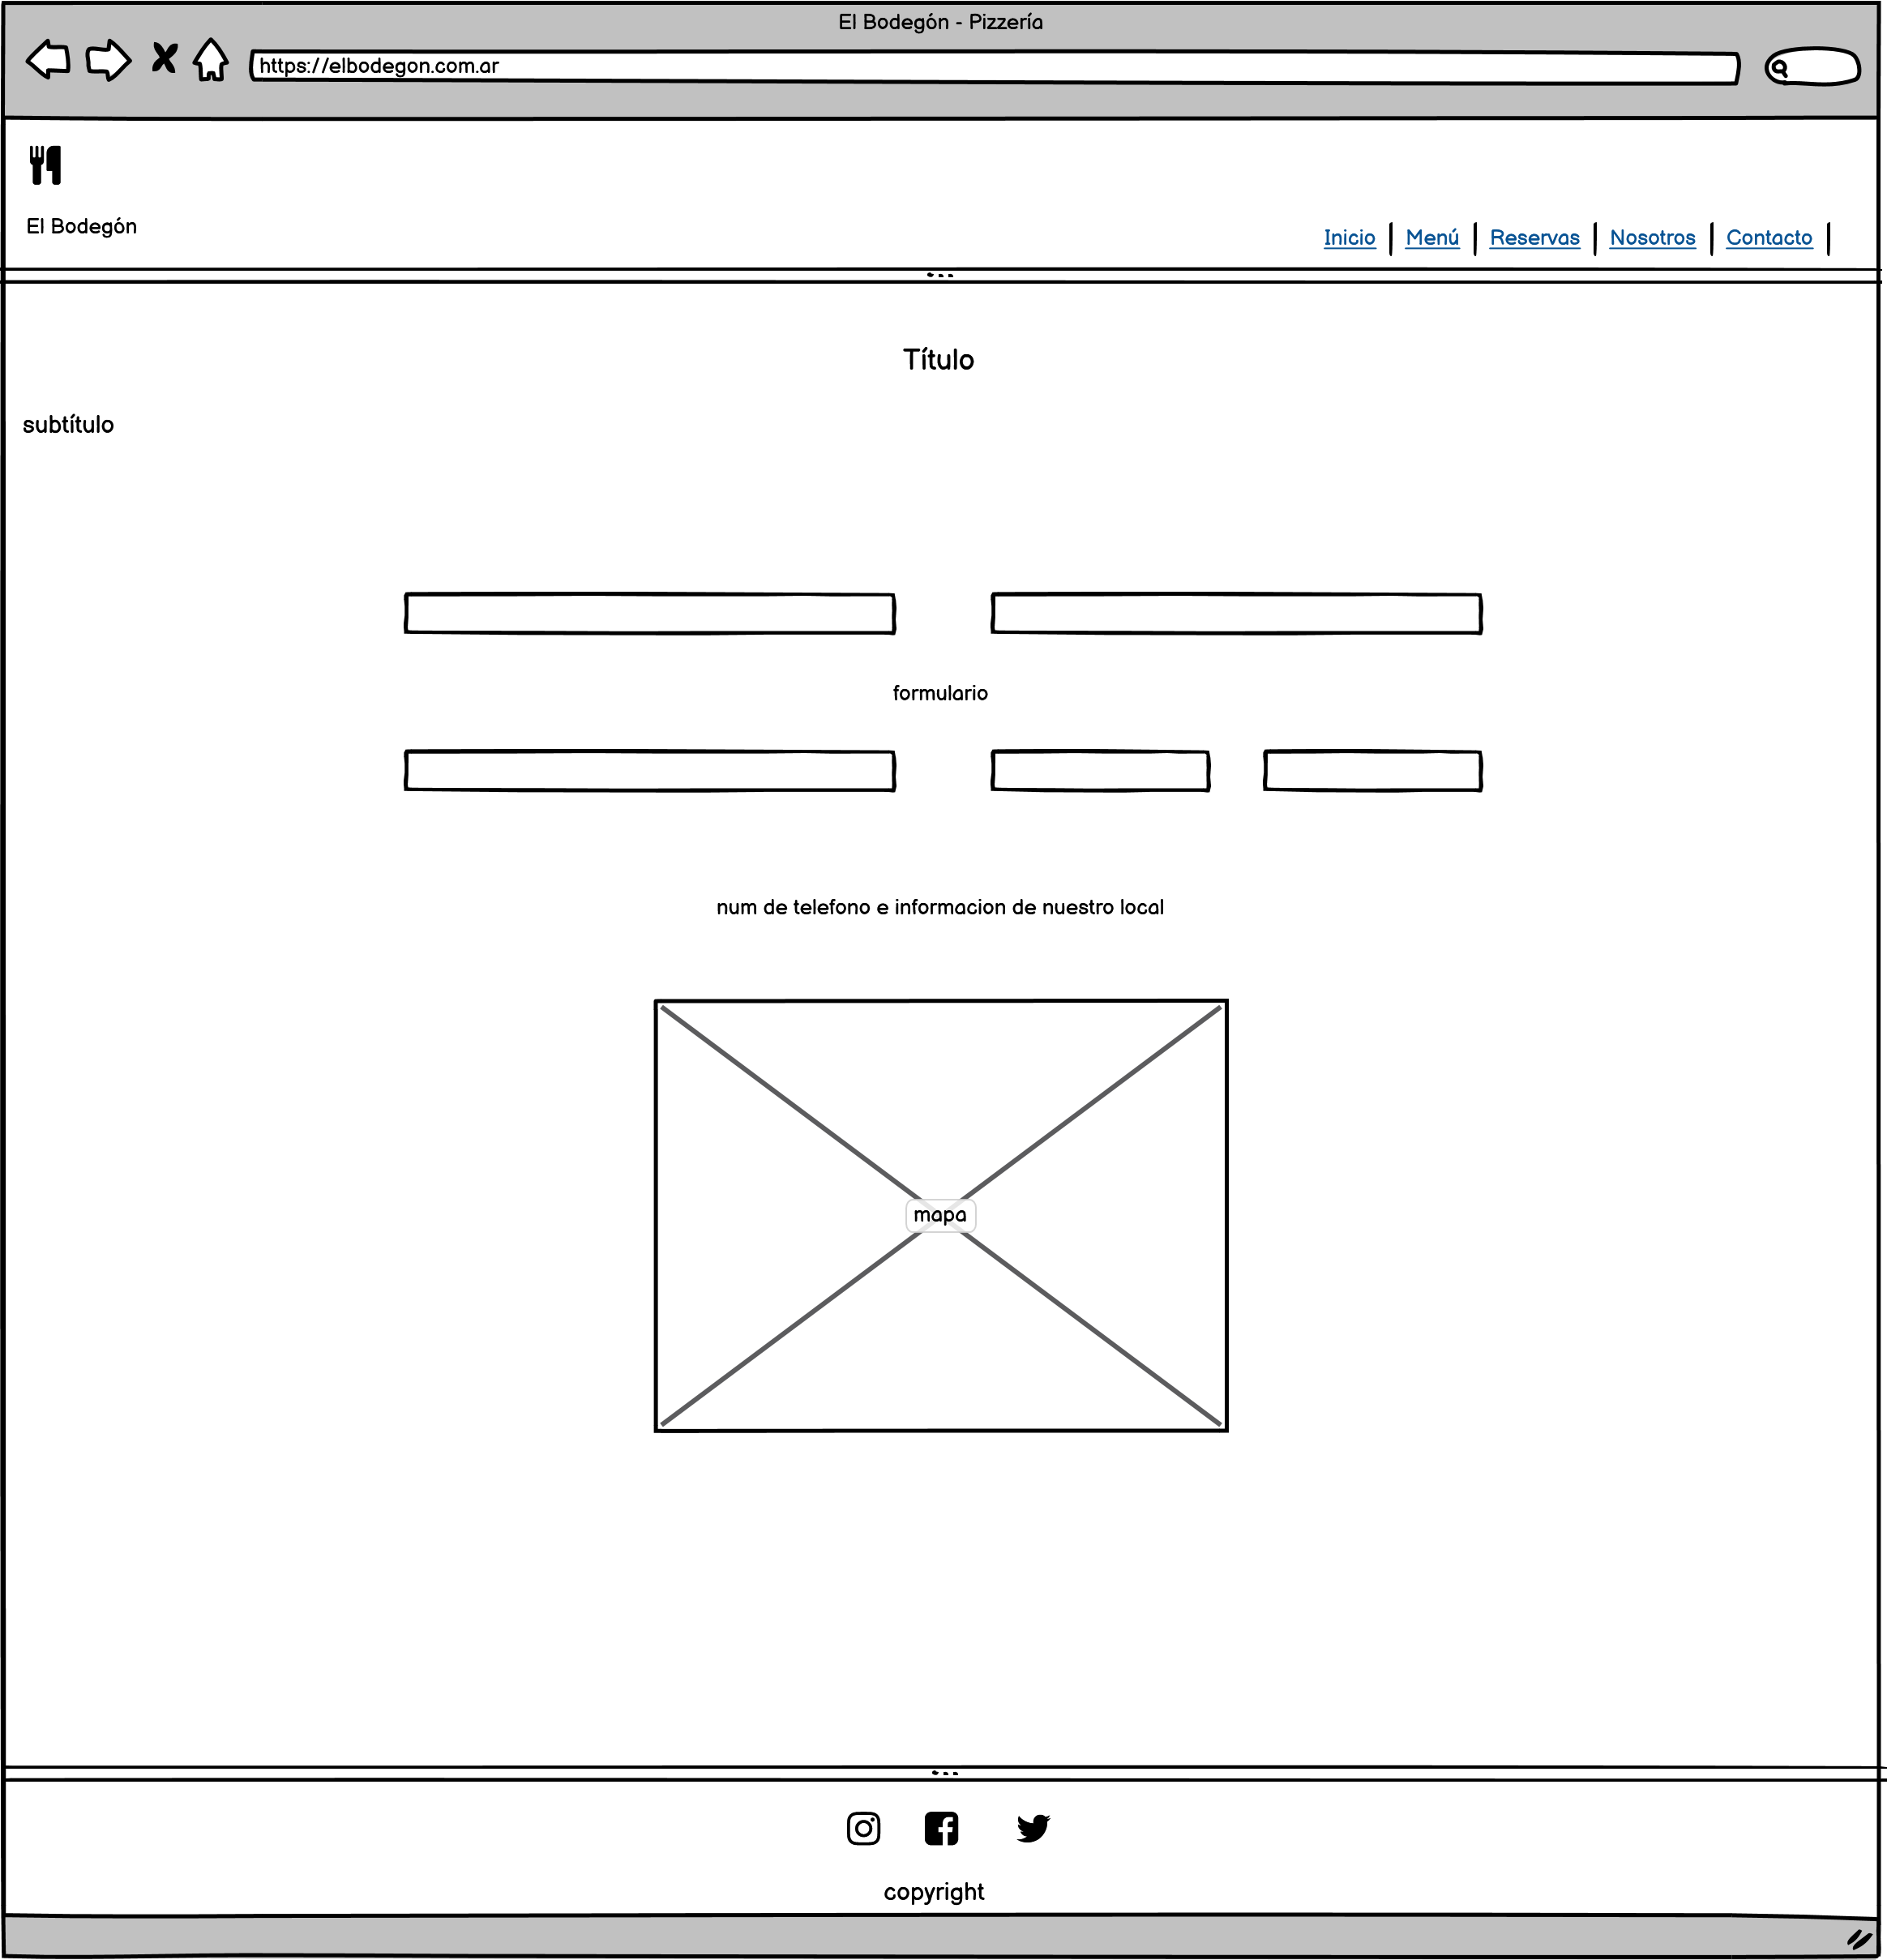 El Bodegón - Pizzería
https://elbodegon.com.ar
El Bodegón
Inicio Menú Reservas Nosotros Contacto
Título
subtítulo
formulario
num de telefono e informacion de nuestro local
mapa
copyright